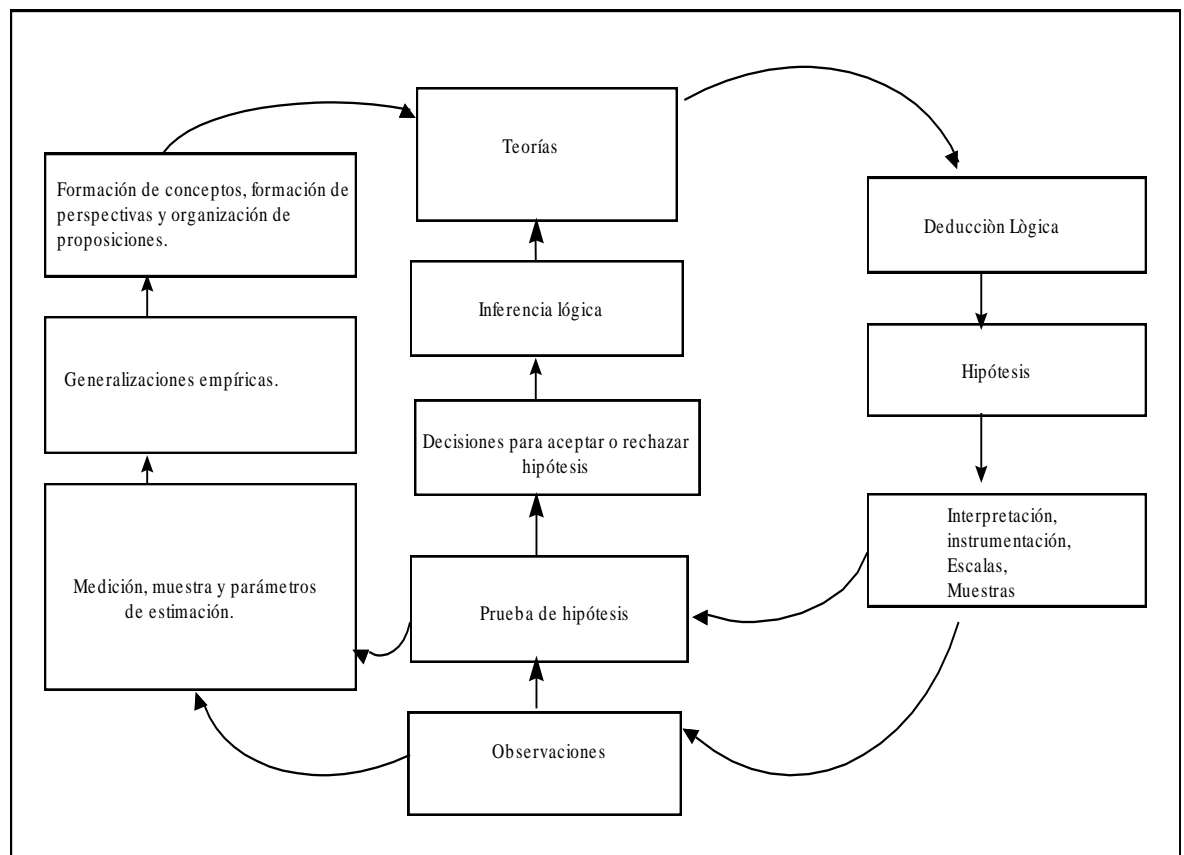 Teorías
Formación de conceptos, formación de
perspectivas y organización de
proposiciones.
Deducciòn Lògica
Inferencia lógica
Generalizaciones empíricas.
Hipótesis
Decisiones para aceptar o rechazar
hipótesis
Interpretación,
instrumentación,
Escalas,
Muestras
Medición, muestra y parámetros
de estimación.
Prueba de hipótesis
Observaciones